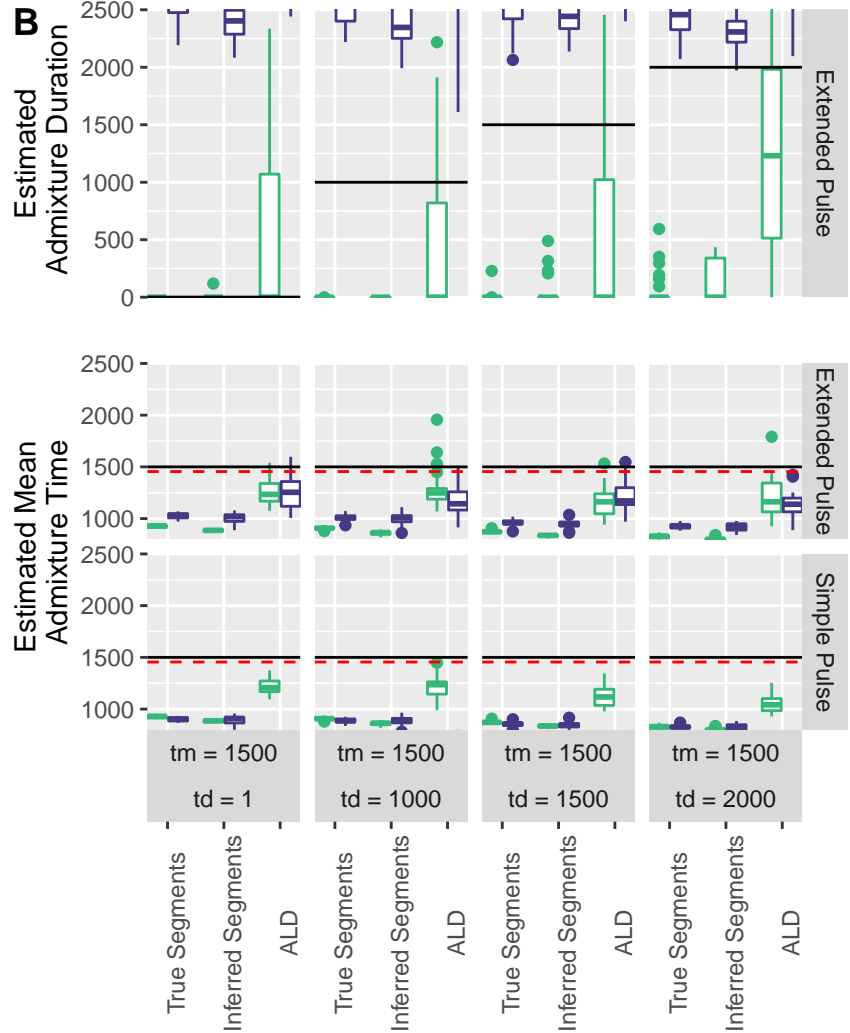 B
Estimated
Admixture Duration
2500
2000
1500
1000
500
0
Extended Pulse
Estimated Mean
Admixture Time
2500
2000
1500
1000
Extended Pulse
2500
2000
1500
1000
Simple Pulse
tm = 1500
tm = 1500
tm = 1500
tm = 1500
td = 1
td = 1000
td = 1500
td = 2000
True Segments
Inferred Segments
ALD
True Segments
Inferred Segments
ALD
True Segments
Inferred Segments
ALD
True Segments
Inferred Segments
ALD